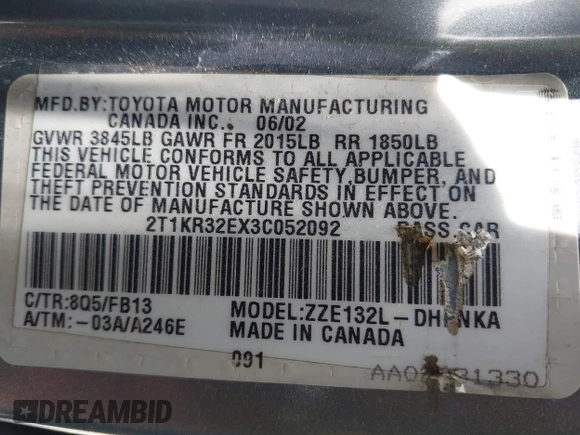 MFD.BY:TOYOTA MOTOR MANUFACTURING
CANADA INC. 06/02
GVWR 3845LB GAWR FR 2015LB RR 1850LB
THIS VEHICLE CONFORMS TO ALL APPLICABLE
FEDERAL MOTOR VEHICLE SAFETY,BUMPER, AND
THEFT PREVENTION STANDARDS IN EFFECT ON
THE DATE OF MANUFACTURE SHOWN ABOVE.
2T1KR32EX3C052092 PASS.CAR
C/TR:8Q5/FB13 MODEL:ZZE132L-
A/TM:-03A/A246E MADE IN CANADA
091
DREAMBID